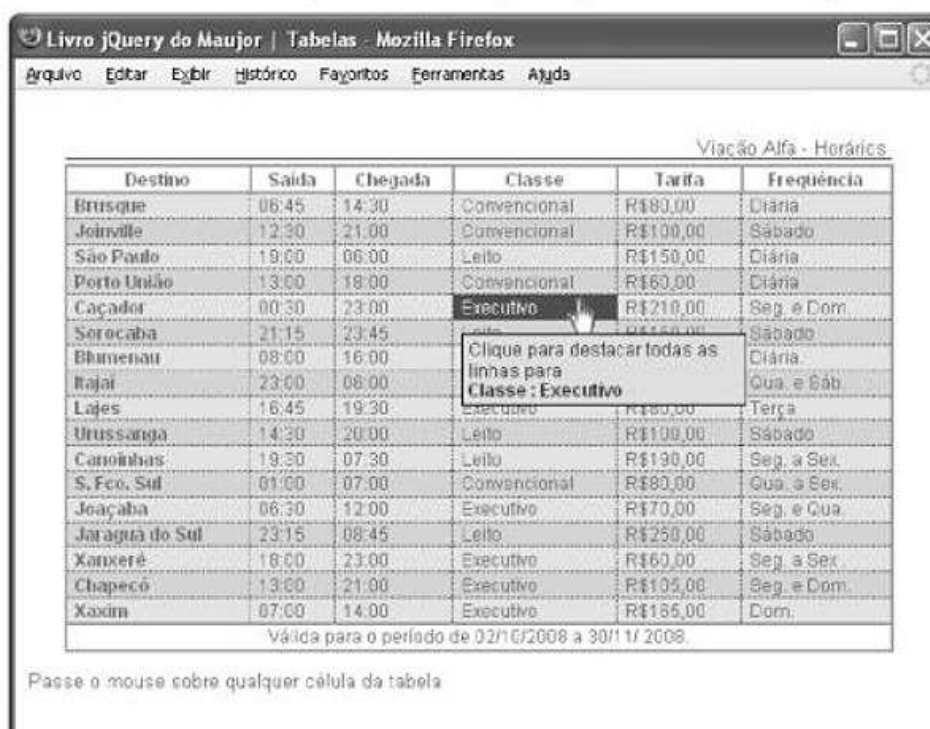 Livro jQuery do Maujor | Tabelas - Mozilla Firefox
Arquivo Editar Exibir Histórico Favoritos Ferramentas Ajuda
Viação Alfa - Horários
Destino Saída Chegada Classe Tarifa Freqüência
Brusque 06:45 14:30 Convencional R$80,00 Diária
Joinville 12:30 21:00 Convencional R$100,00 Sábado
São Paulo 19:00 06:00 Leito R$150,00 Diária
Porto União 13:00 18:00 Convencional R$60,00 Diária
Caçador 00:30 23:00 Executivo R$210,00 Seg. e Dom.
Sorocaba 21:15 23:45 Leito Sábado
Blumenau 08:00 16:00 Diária
Itajaí 23:00 06:00 Qua. e Sáb.
Lajes 16:45 19:30 Executivo R$80,00 Terça
Clique para destacar todas as
linhas para
Classe : Executivo
Urussanga 14:30 20:00 Leito R$100,00 Sábado
Canoinhas 19:30 07:30 Leito R$190,00 Seg. a Sex.
S. Fco. Sul 01:00 07:00 Convencional R$80,00 Qua. a Sex.
Joaçaba 06:30 12:00 Executivo R$70,00 Seg. e Qua.
Jaraguá do Sul 23:15 08:45 Leito R$250,00 Sábado
Xanxerê 18:00 23:00 Executivo R$60,00 Seg. a Sex
Chapecó 13:00 21:00 Executivo R$105,00 Seg. e Dom.
Xaxim 07:00 14:00 Executivo R$165,00 Dom.
Válida para o período de 02/10/2008 a 30/11/ 2008.
Passe o mouse sobre qualquer célula da tabela